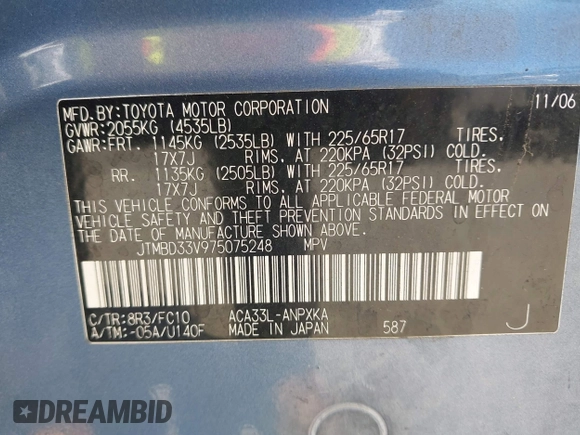 MFD.BY:TOYOTA MOTOR CORPORATION 11/06
GVWR:2055KG (4535LB)
GAWR:FRT. 1145KG (2535LB) WITH 225/65R17 TIRES.
17X7J RIMS. AT 220KPA (32PSI) COLD.
RR. 1135KG (2505LB) WITH 225/65R17 TIRES.
17X7J RIMS. AT 220KPA (32PSI) COLD.
THIS VEHICLE CONFORMS TO ALL APPLICABLE FEDERAL MOTOR
VEHICLE SAFETY AND THEFT PREVENTION STANDARDS IN EFFECT ON
THE DATE OF MANUFACTURE SHOWN ABOVE.
JTMBD33V975075248 MPV
C/TR:8R3/FC10 ACA33L-ANPXKA
A/TM:-05A/U140F MADE IN JAPAN 587 J
DREAMBID